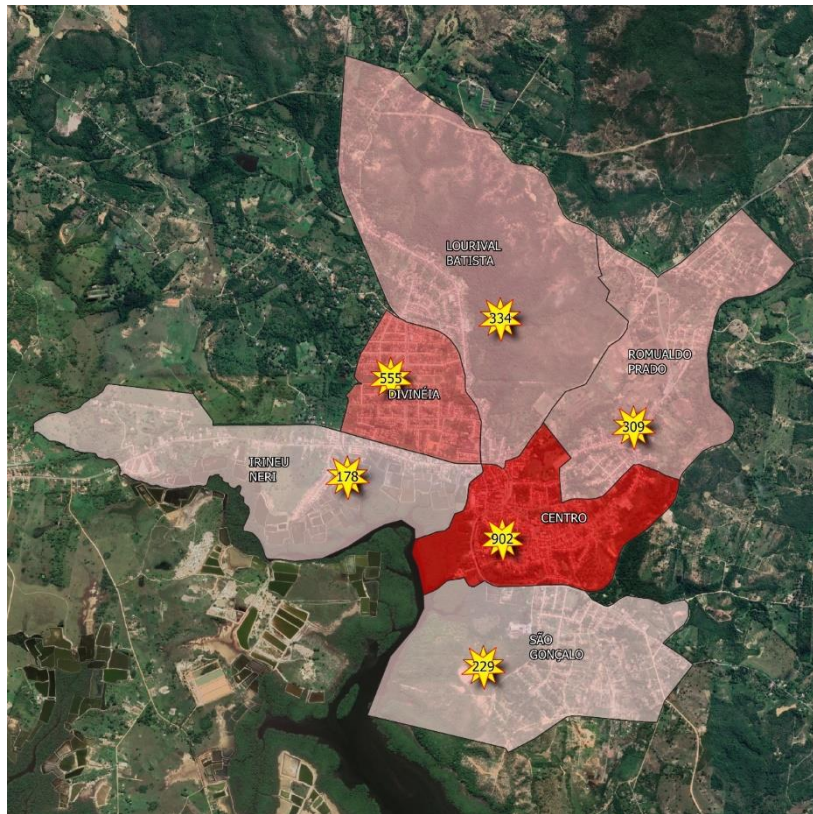 LOURIVAL
BATISTA
334
ROMUALDO
PRADO
555
DIVINÉIA
309
IRINEU
NERI
178
CENTRO
902
SÃO
GONÇALO
229